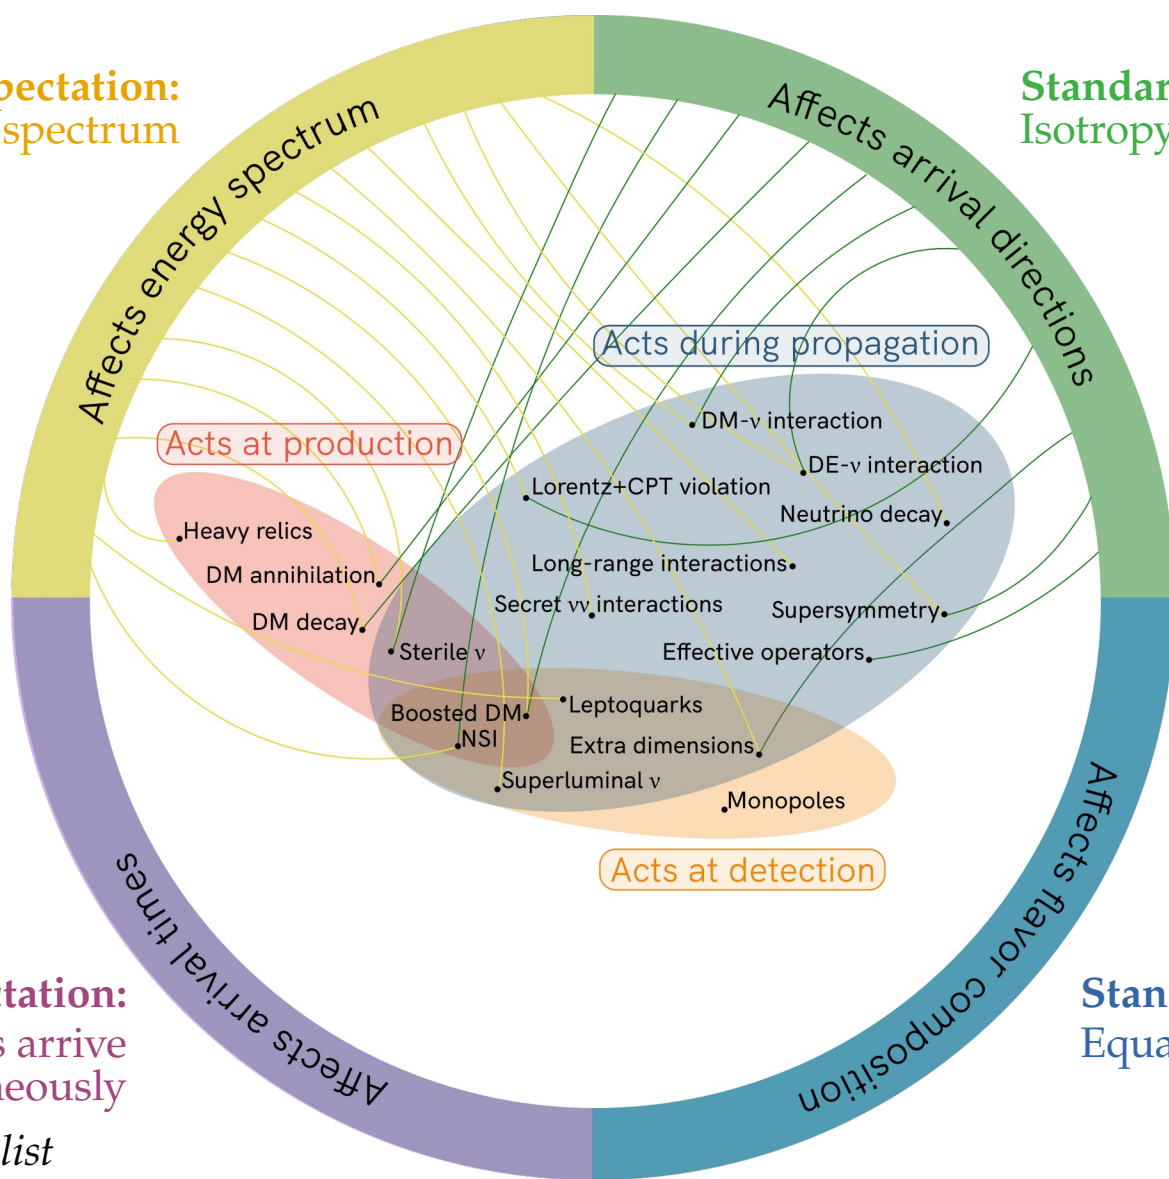 pectation:
spectrum
Standar
Isotropy
Affects energy spectrum
Affects arrival directions
Acts during propagation
DM-ν interaction
Acts at production
DE-ν interaction
Lorentz+CPT violation
Neutrino decay
Heavy relics
Long-range interactions
DM annihilation
Secret νν interactions
Supersymmetry
DM decay
Sterile ν
Effective operators
Leptoquarks
Boosted DM
NSI
Extra dimensions
Superluminal ν
Monopoles
Acts at detection
Affects arrival times
Affects flavor composition
tation:
s arrive
neously
list
Stan
Equa